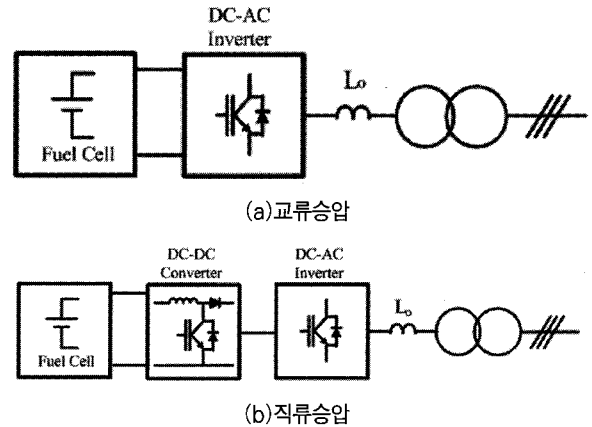 DC-AC
Inverter
Fuel Cell
Lo
(a)교류승압
DC-DC
Converter
DC-AC
Inverter
Fuel Cell
Lo
(b)직류승압